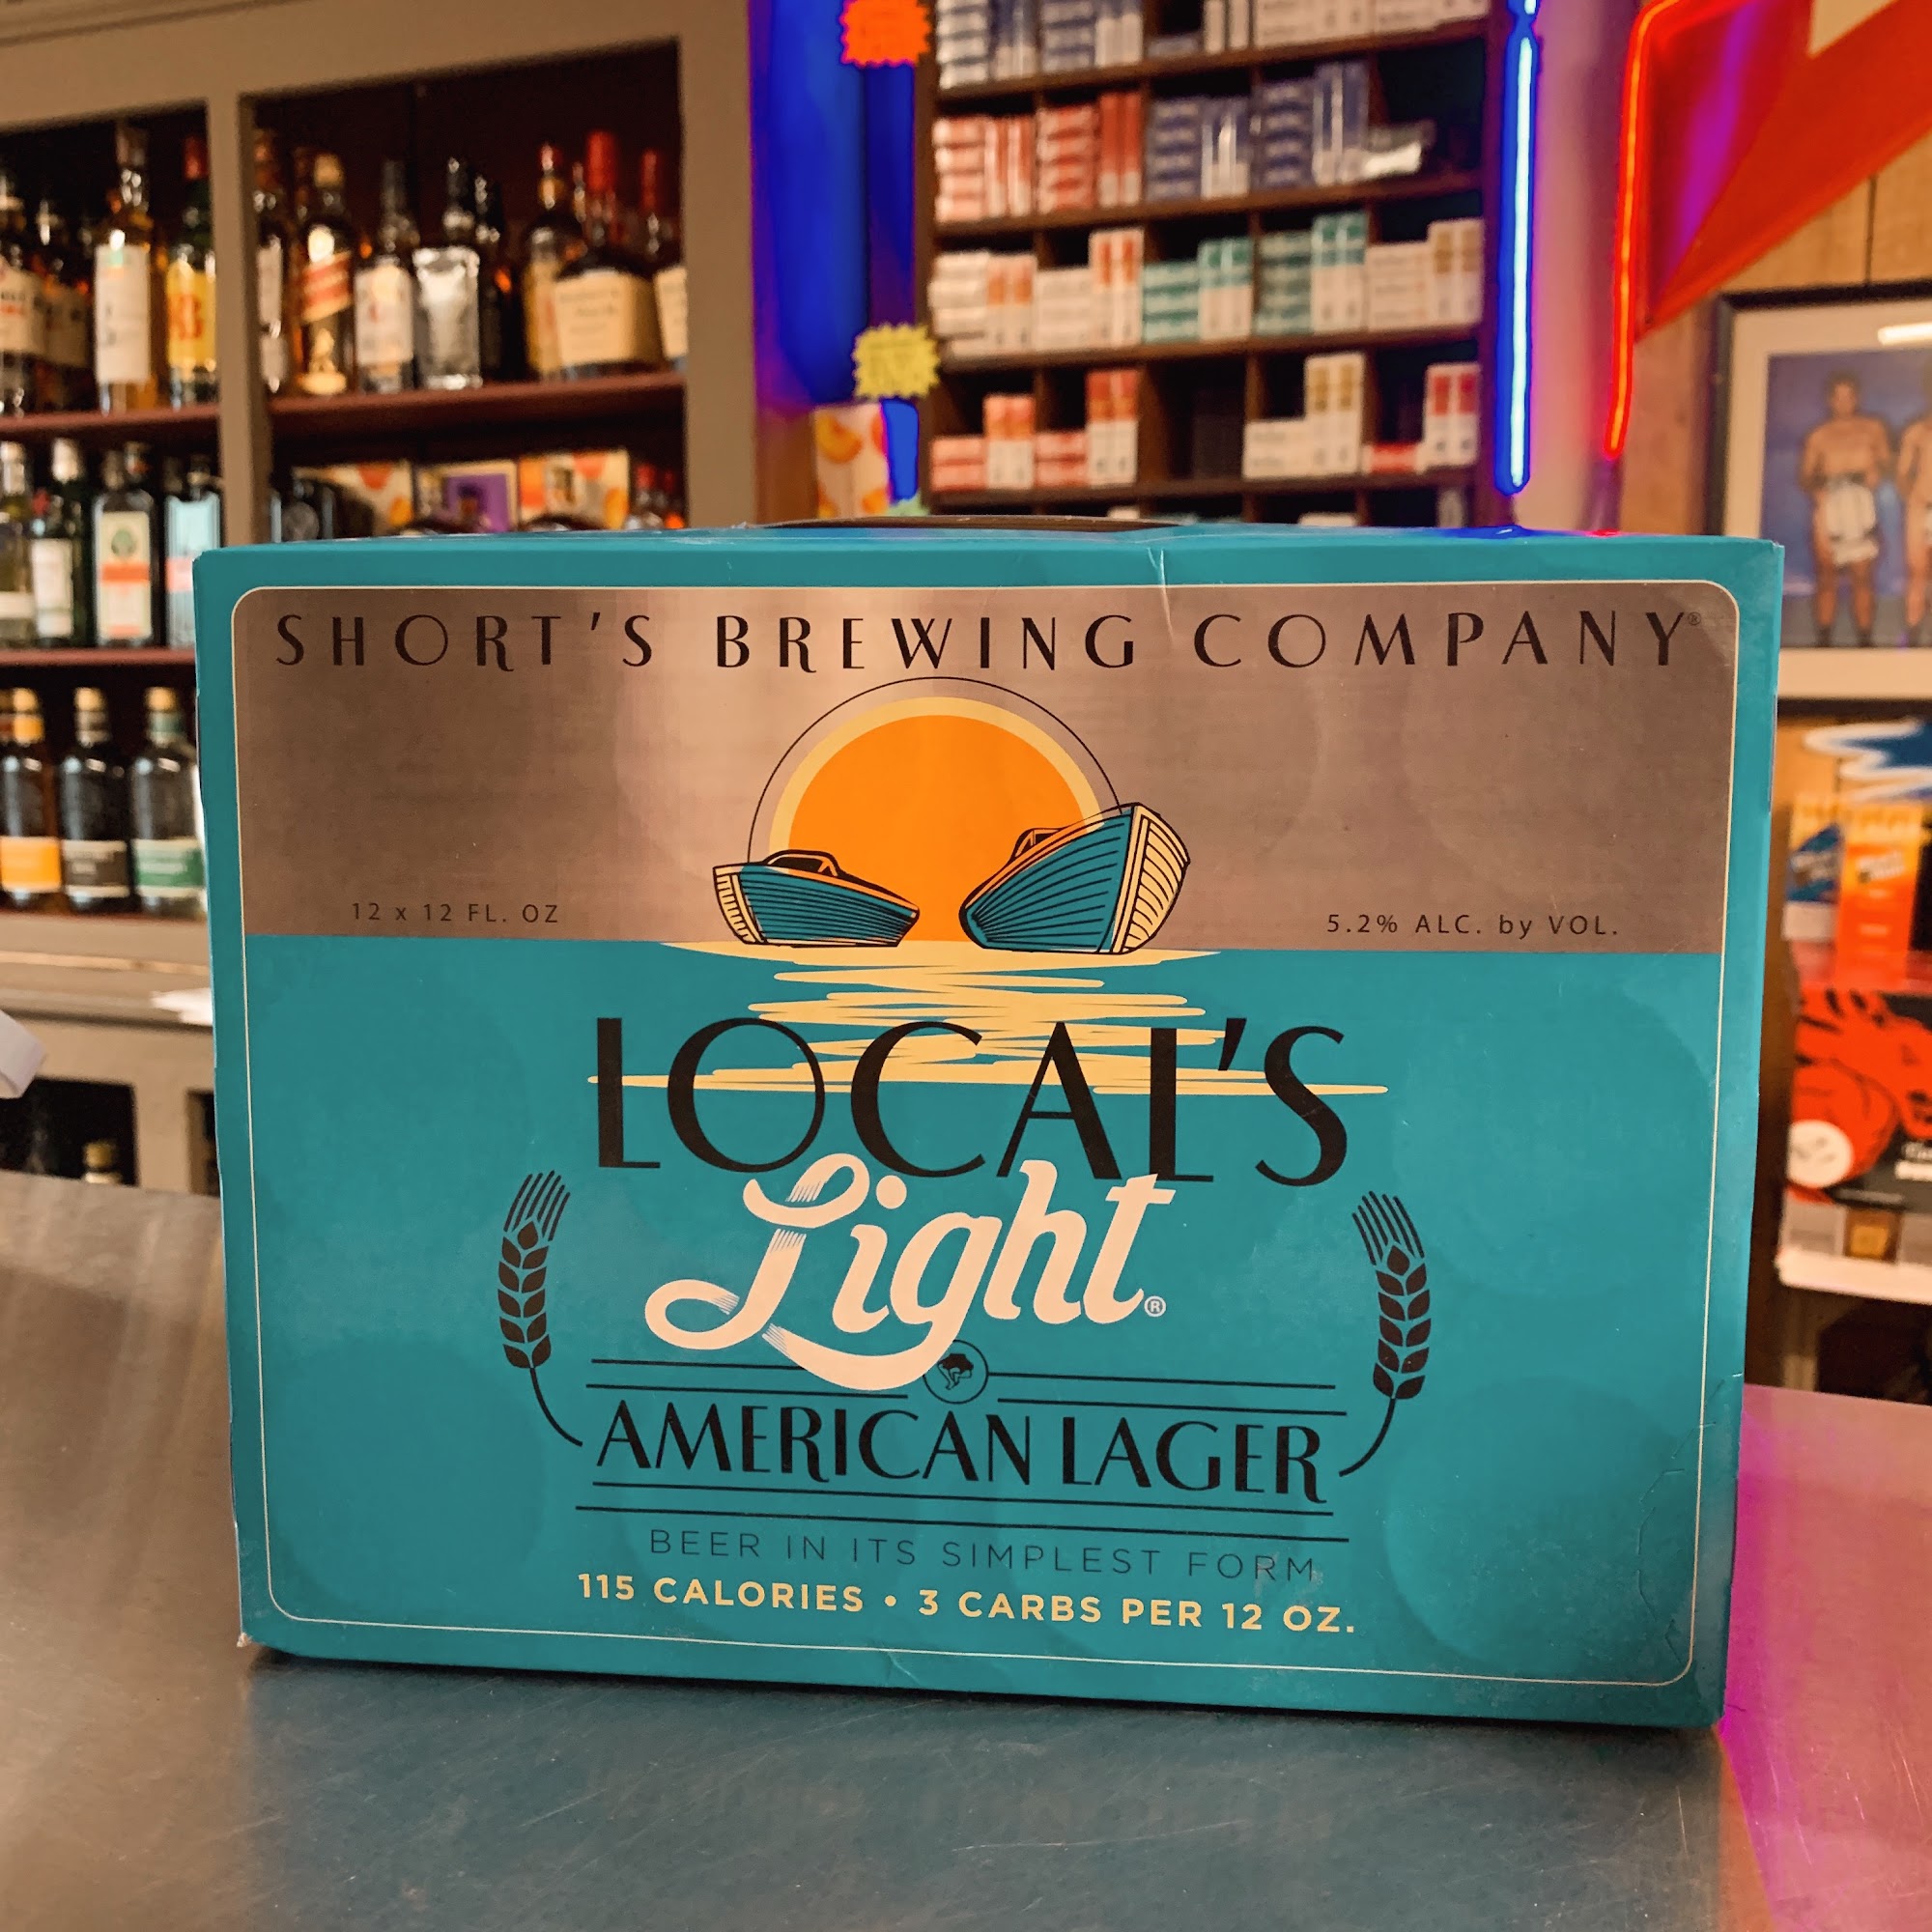 SHORT'S BREWING COMPANY®
12 x 12 FL. OZ
5.2% ALC. by VOL.
LOCAL'S
Light®
AMERICAN LAGER
BEER IN ITS SIMPLEST FORM
115 CALORIES • 3 CARBS PER 12 OZ.